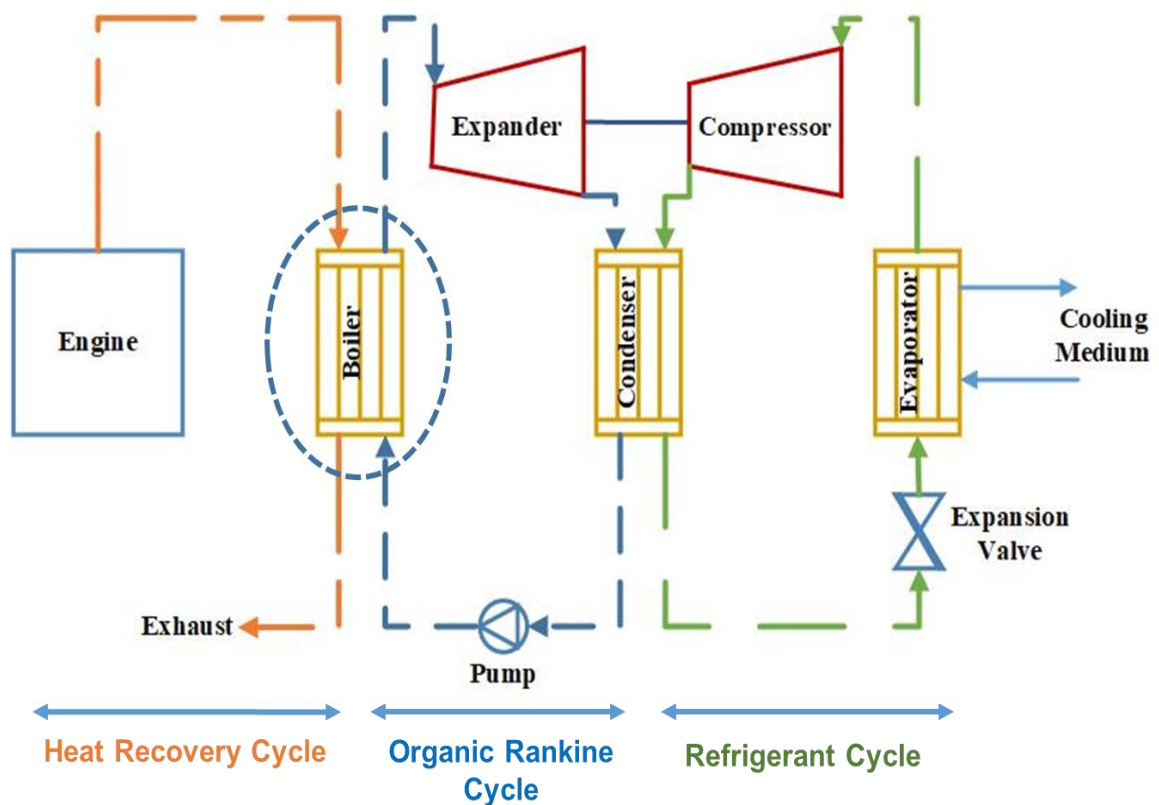 Expander
Compressor
Engine
Boiler
Condenser
Evaporator
Cooling
Medium
Expansion
Valve
Exhaust
Pump
Heat Recovery Cycle
Organic Rankine
Cycle
Refrigerant Cycle